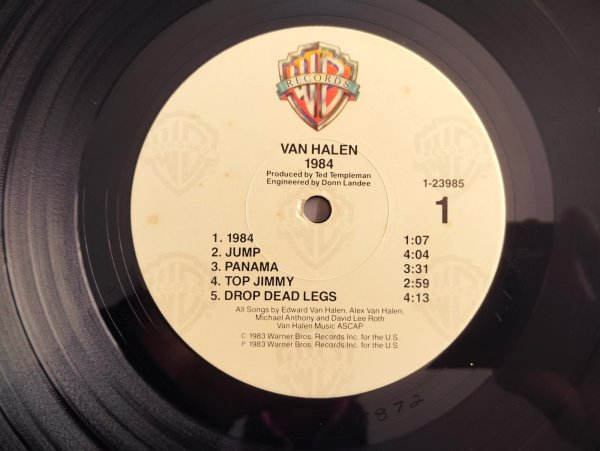 RECORDS
VAN HALEN
1984
Produced by Ted Templeman
Engineered by Donn Landee
1-23985
1
1. 1984 1:07
2. JUMP 4:04
3. PANAMA 3:31
4. TOP JIMMY 2:59
5. DROP DEAD LEGS 4:13
All Songs by Edward Van Halen, Alex Van Halen,
Michael Anthony and David Lee Roth
Van Halen Music ASCAP
C 1983 Warner Bros. Records Inc. for the U.S.
P 1983 Warner Bros. Records Inc. for the U.S.
872